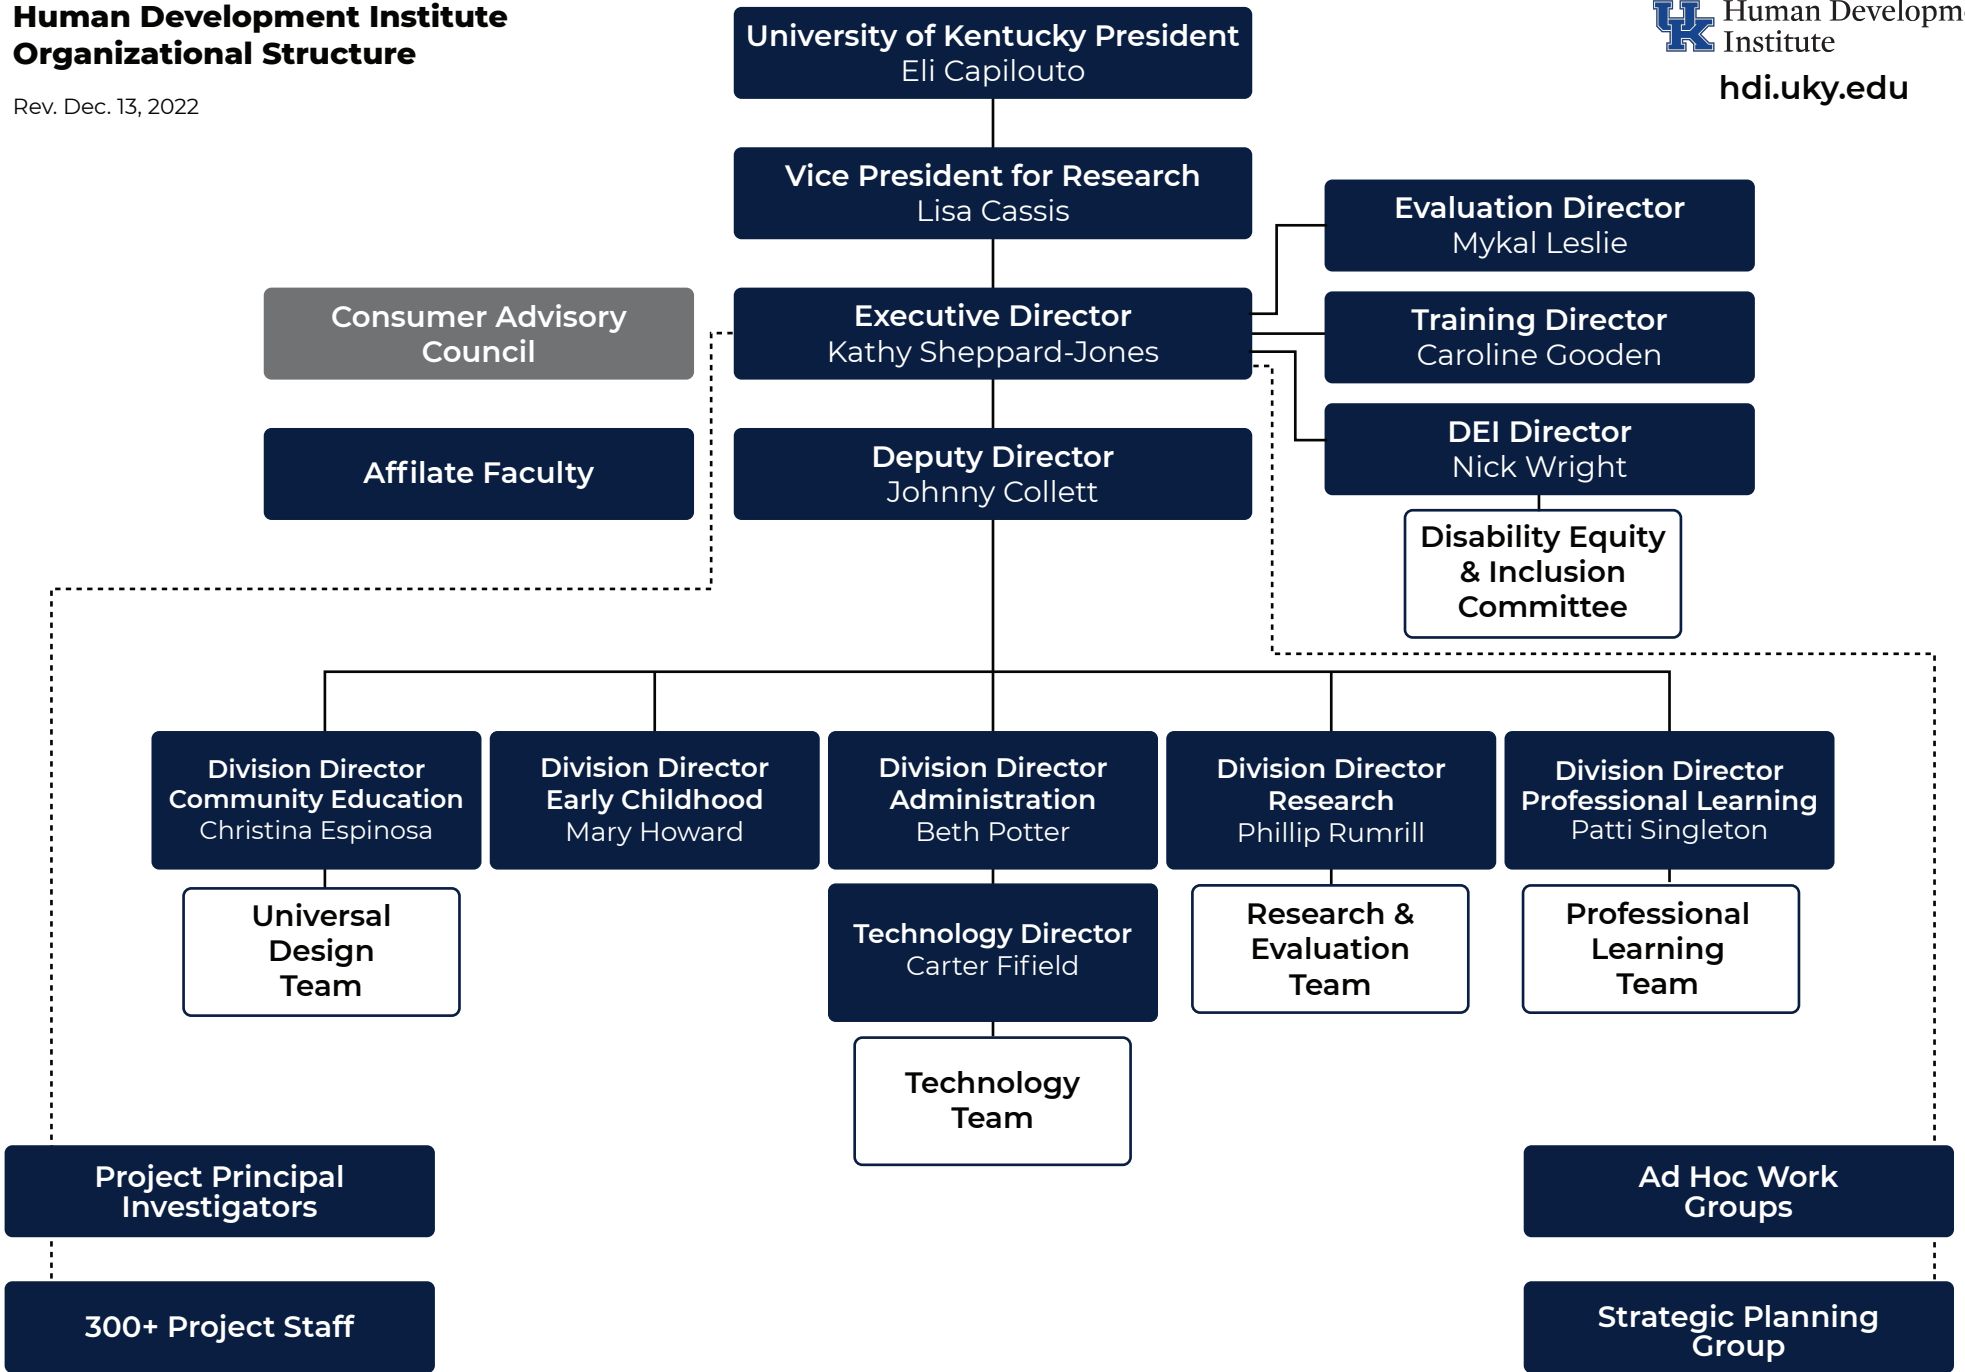 Human Development Institute
Organizational Structure
Rev. Dec. 13, 2022
Human Developm
Institute
hdi.uky.edu
University of Kentucky President
Eli Capilouto
Vice President for Research
Lisa Cassis
Evaluation Director
Mykal Leslie
Consumer Advisory
Council
Executive Director
Kathy Sheppard-Jones
Training Director
Caroline Gooden
Affilate Faculty
Deputy Director
Johnny Collett
DEI Director
Nick Wright
Disability Equity
& Inclusion
Committee
Division Director
Community Education
Christina Espinosa
Division Director
Early Childhood
Mary Howard
Division Director
Administration
Beth Potter
Division Director
Research
Phillip Rumrill
Division Director
Professional Learning
Patti Singleton
Universal
Design
Team
Technology Director
Carter Fifield
Research &
Evaluation
Team
Professional
Learning
Team
Technology
Team
Project Principal
Investigators
Ad Hoc Work
Groups
300+ Project Staff
Strategic Planning
Group